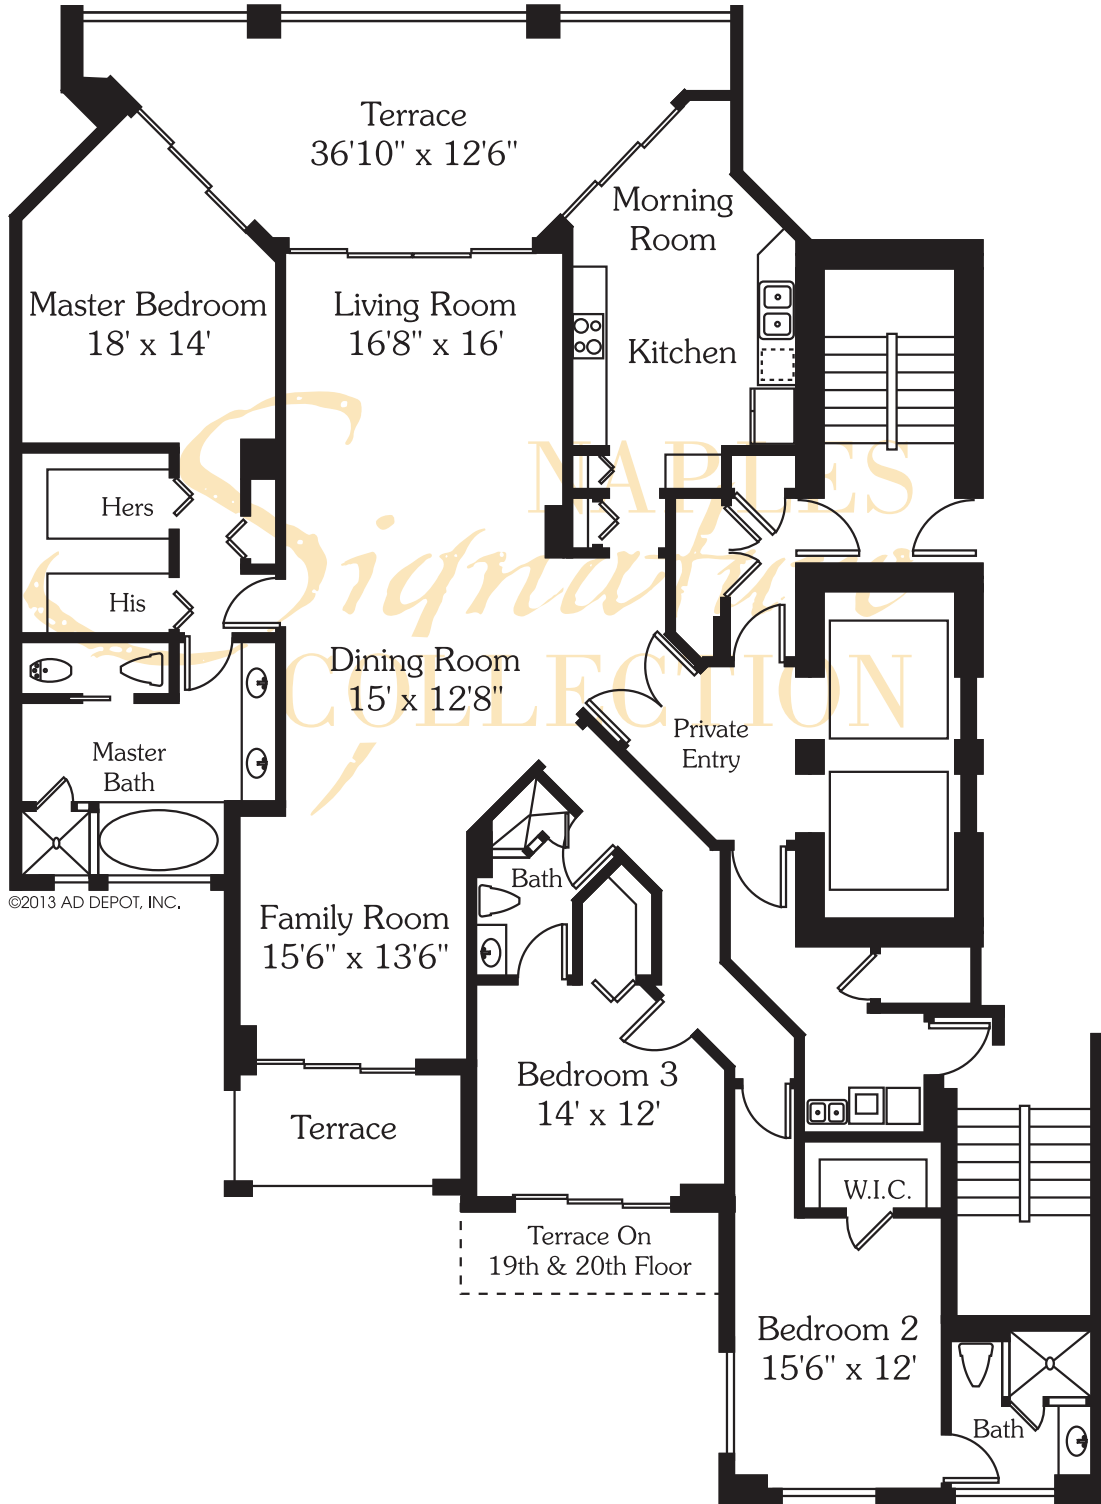 Terrace
36'10" x 12'6"
Morning
Room
Master Bedroom
18' x 14'
Living Room
16'8" x 16'
Kitchen
NAPLES
Signature
COLLECTION
Hers
His
Dining Room
15' x 12'8"
Private
Entry
Master
Bath
©2013 AD DEPOT, INC.
Bath
Family Room
15'6" x 13'6"
Bedroom 3
14' x 12'
Terrace
W.I.C.
Terrace On
19th & 20th Floor
Bedroom 2
15'6" x 12'
Bath